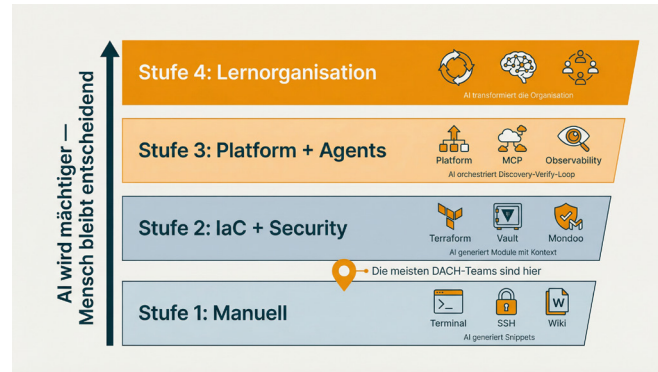 AI wird mächtiger —
Mensch bleibt entscheidend
Stufe 4: Lernorganisation
AI transformiert die Organisation
Stufe 3: Platform + Agents
Platform
MCP
Observability
AI orchestriert Discovery-Verify-Loop
Stufe 2: IaC + Security
Terraform
Vault
Mondoo
AI generiert Module mit Kontext
Die meisten DACH-Teams sind hier
Stufe 1: Manuell
W
Terminal
SSH
Wiki
AI generiert Snippets